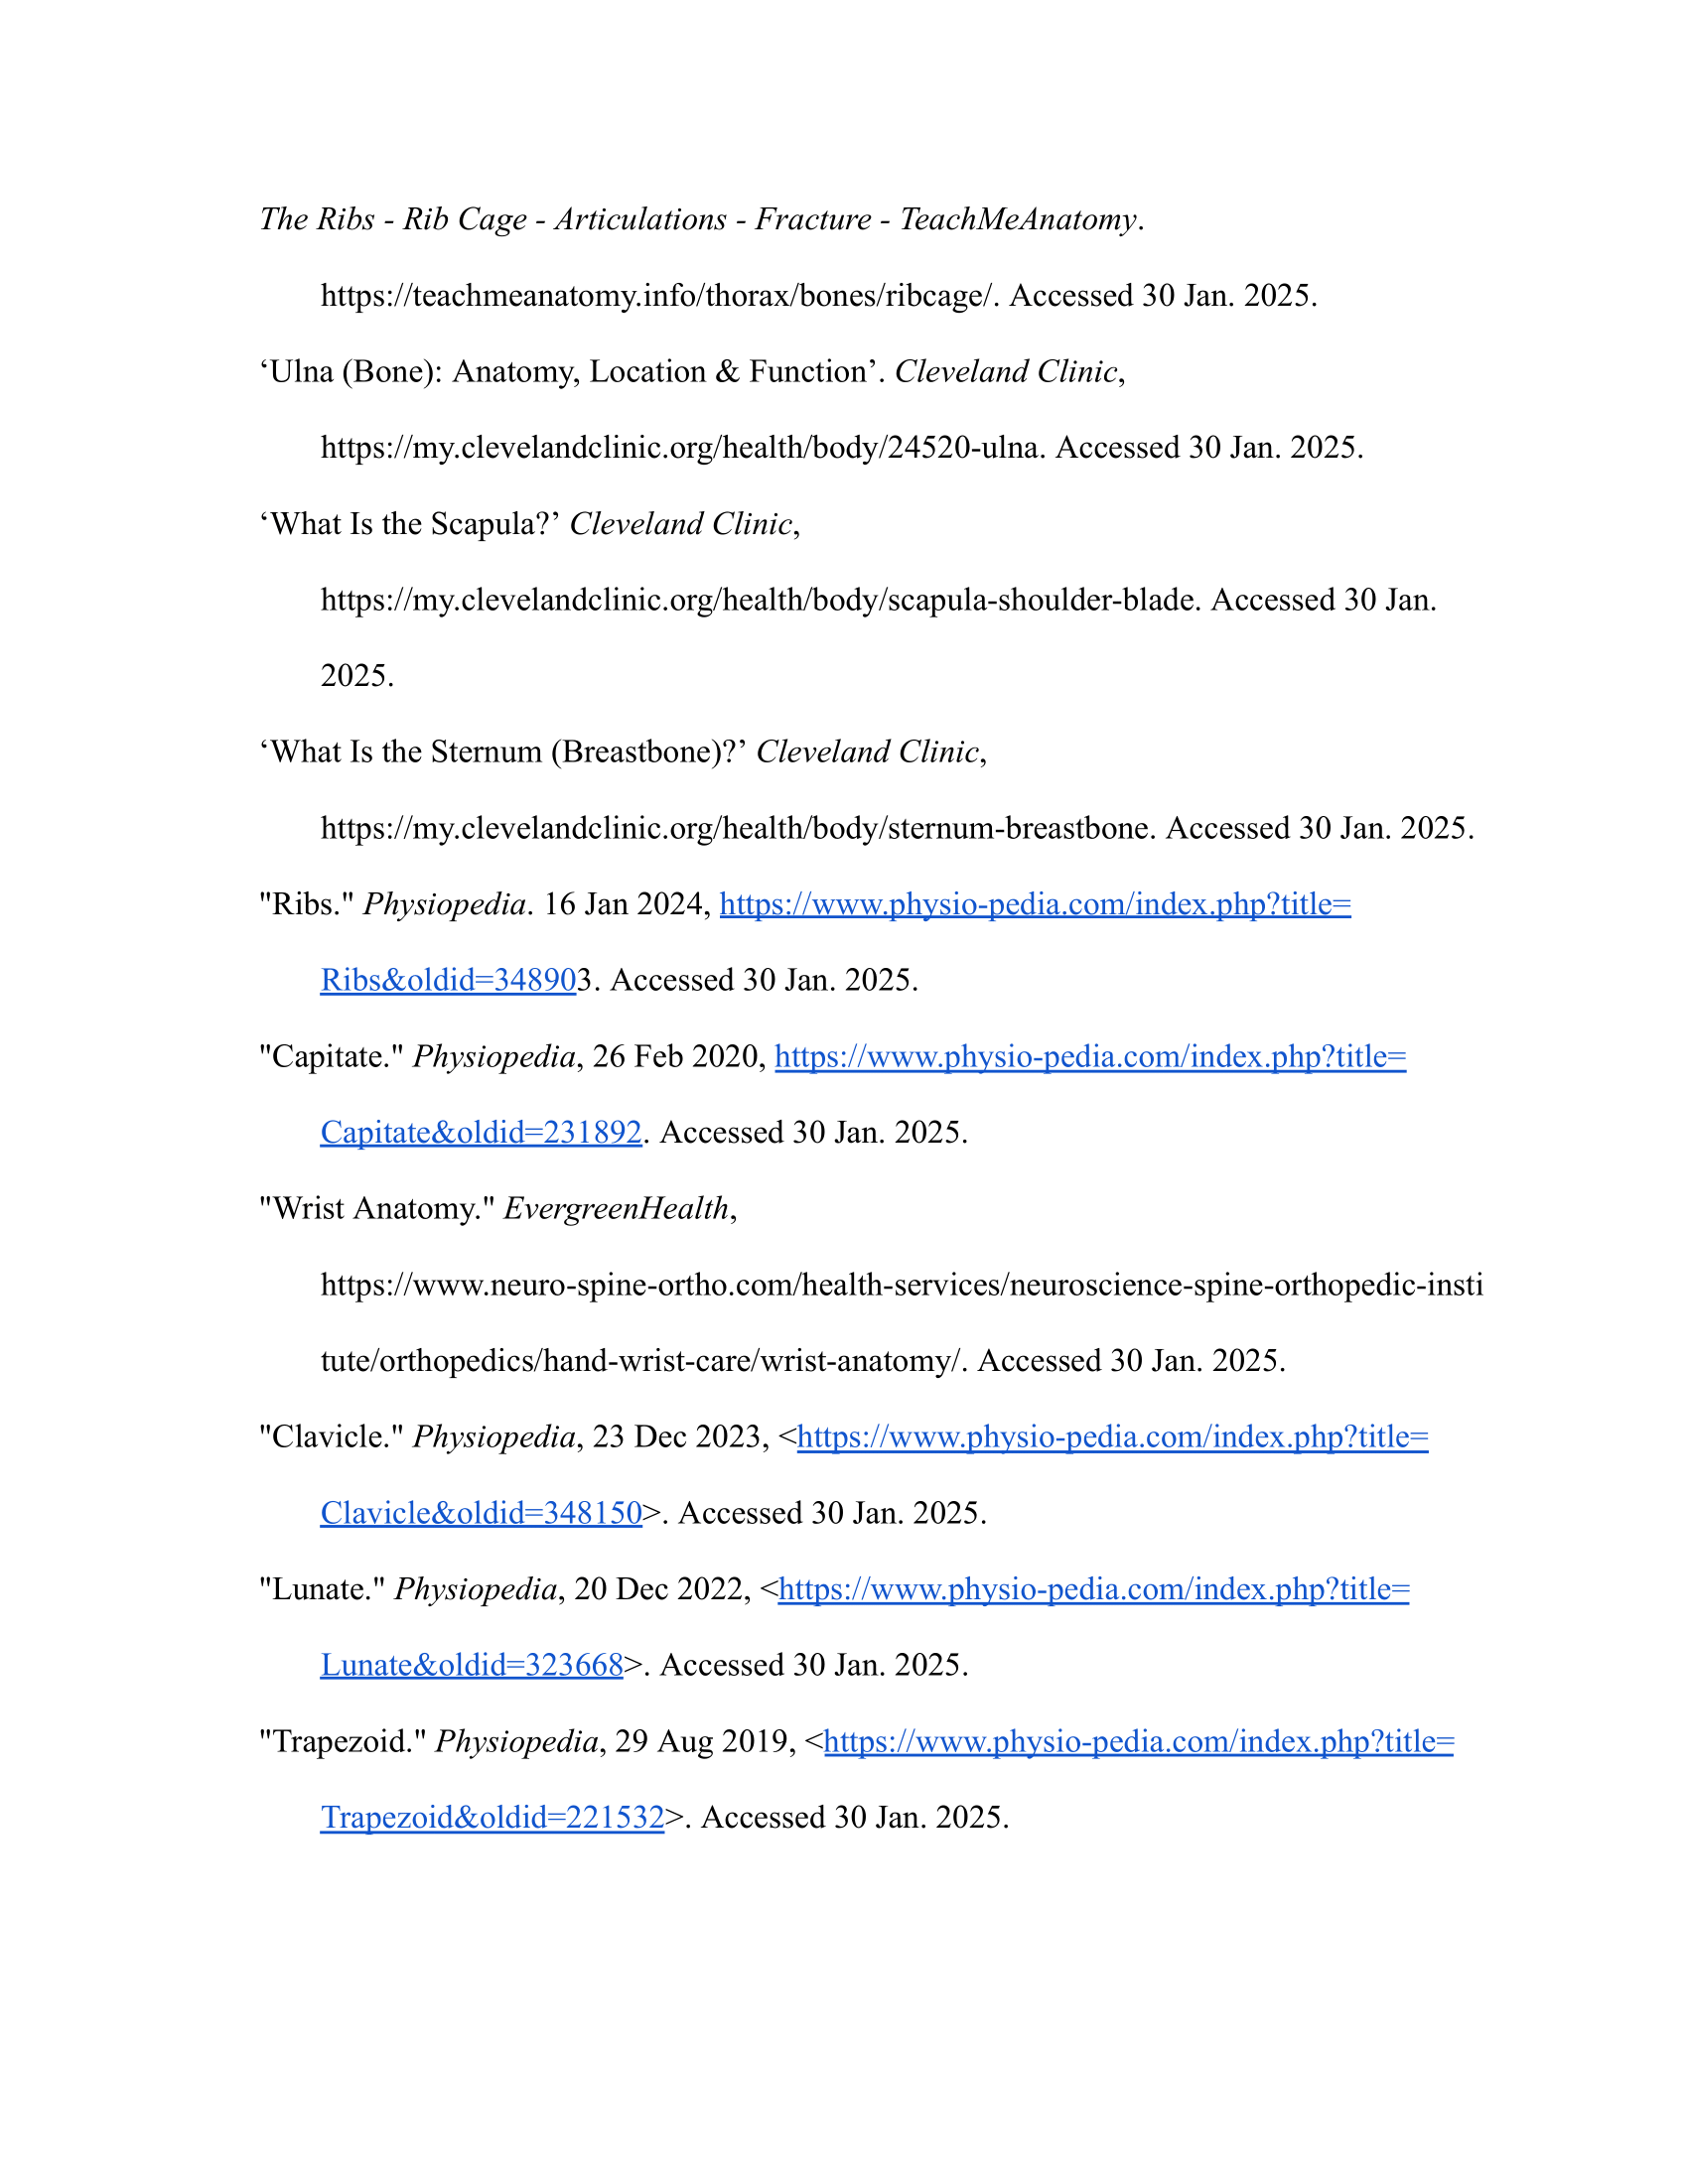 The Ribs - Rib Cage - Articulations - Fracture - TeachMeAnatomy.
https://teachmeanatomy.info/thorax/bones/ribcage/. Accessed 30 Jan. 2025.
‘Ulna (Bone): Anatomy, Location & Function’. Cleveland Clinic,
https://my.clevelandclinic.org/health/body/24520-ulna. Accessed 30 Jan. 2025.
‘What Is the Scapula?’ Cleveland Clinic,
https://my.clevelandclinic.org/health/body/scapula-shoulder-blade. Accessed 30 Jan.
2025.
‘What Is the Sternum (Breastbone)?’ Cleveland Clinic,
https://my.clevelandclinic.org/health/body/sternum-breastbone. Accessed 30 Jan. 2025.
"Ribs." Physiopedia. 16 Jan 2024, https://www.physio-pedia.com/index.php?title=
Ribs&oldid=348903. Accessed 30 Jan. 2025.
"Capitate." Physiopedia, 26 Feb 2020, https://www.physio-pedia.com/index.php?title=
Capitate&oldid=231892. Accessed 30 Jan. 2025.
"Wrist Anatomy." EvergreenHealth,
https://www.neuro-spine-ortho.com/health-services/neuroscience-spine-orthopedic-insti
tute/orthopedics/hand-wrist-care/wrist-anatomy/. Accessed 30 Jan. 2025.
"Clavicle." Physiopedia, 23 Dec 2023, <https://www.physio-pedia.com/index.php?title=
Clavicle&oldid=348150>. Accessed 30 Jan. 2025.
"Lunate." Physiopedia, 20 Dec 2022, <https://www.physio-pedia.com/index.php?title=
Lunate&oldid=323668>. Accessed 30 Jan. 2025.
"Trapezoid." Physiopedia, 29 Aug 2019, <https://www.physio-pedia.com/index.php?title=
Trapezoid&oldid=221532>. Accessed 30 Jan. 2025.